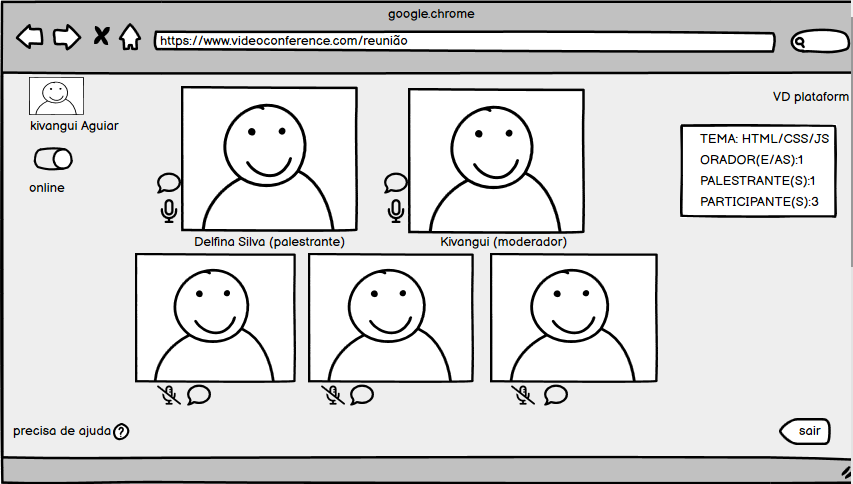 google.chrome
https://www.videoconference.com/reunião
VD plataform
kivangui Aguiar
online
TEMA: HTML/CSS/JS
ORADOR(E/AS):1
PALESTRANTE(S):1
PARTICIPANTE(S):3
Delfina Silva (palestrante)
Kivangui (moderador)
precisa de ajuda ?
sair